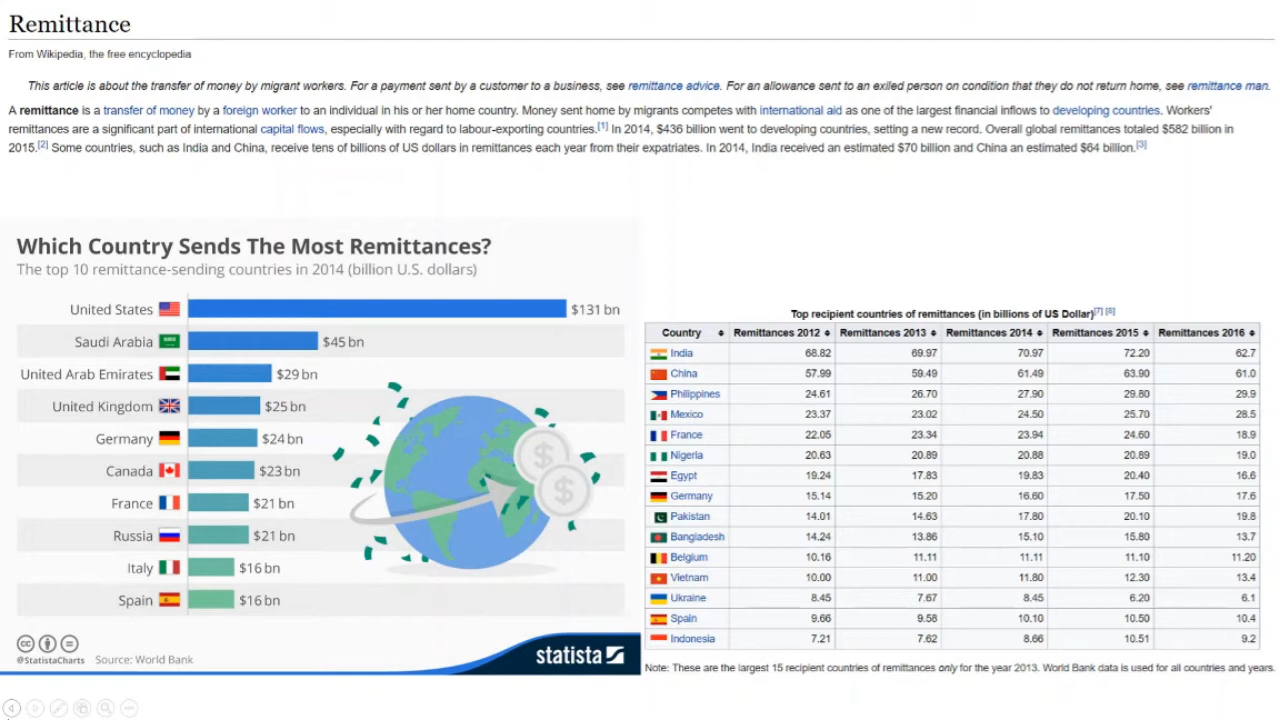 Remittance
From Wikipedia, the free encyclopedia
This article is about the transfer of money by migrant workers. For a payment sent by a customer to a business, see remittance advice. For an allowance sent to an exiled person on condition that they do not return home, see remittance man.
A remittance is a transfer of money by a foreign worker to an individual in his or her home country. Money sent home by migrants competes with international aid as one of the largest financial inflows to developing countries. Workers'
remittances are a significant part of international capital flows, especially with regard to labour-exporting countries.[1] In 2014, $436 billion went to developing countries, setting a new record. Overall global remittances totaled $582 billion in
2015.[2] Some countries, such as India and China, receive tens of billions of US dollars in remittances each year from their expatriates. In 2014, India received an estimated $70 billion and China an estimated $64 billion.[3]
Which Country Sends The Most Remittances?
The top 10 remittance-sending countries in 2014 (billion U.S. dollars)
United States $131 bn
Saudi Arabia $45 bn
United Arab Emirates $29 bn
United Kingdom $25 bn
Germany $24 bn
Canada $23 bn
France $21 bn
Russia $21 bn
Italy $16 bn
Spain $16 bn
$
$
cc =
@StatistaCharts Source: World Bank
statista
Top recipient countries of remittances (in billions of US Dollar)[7] [8]
Country Remittances 2012 Remittances 2013 Remittances 2014 Remittances 2015 Remittances 2016
India 68.82 69.97 70.97 72.20 62.7
China 57.99 59.49 61.49 63.90 61.0
Philippines 24.61 26.70 27.90 29.80 29.9
Mexico 23.37 23.02 24.50 25.70 28.5
France 22.05 23.34 23.94 24.60 18.9
Nigeria 20.63 20.89 20.88 20.89 19.0
Egypt 19.24 17.83 19.83 20.40 16.6
Germany 15.14 15.20 16.60 17.50 17.6
Pakistan 14.01 14.63 17.80 20.10 19.8
Bangladesh 14.24 13.86 15.10 15.80 13.7
Belgium 10.16 11.11 11.11 11.10 11.20
Vietnam 10.00 11.00 11.80 12.30 13.4
Ukraine 8.45 7.67 8.45 6.20 6.1
Spain 9.66 9.58 10.10 10.50 10.4
Indonesia 7.21 7.62 8.66 10.51 9.2
Note: These are the largest 15 recipient countries of remittances only for the year 2013. World Bank data is used for all countries and years.